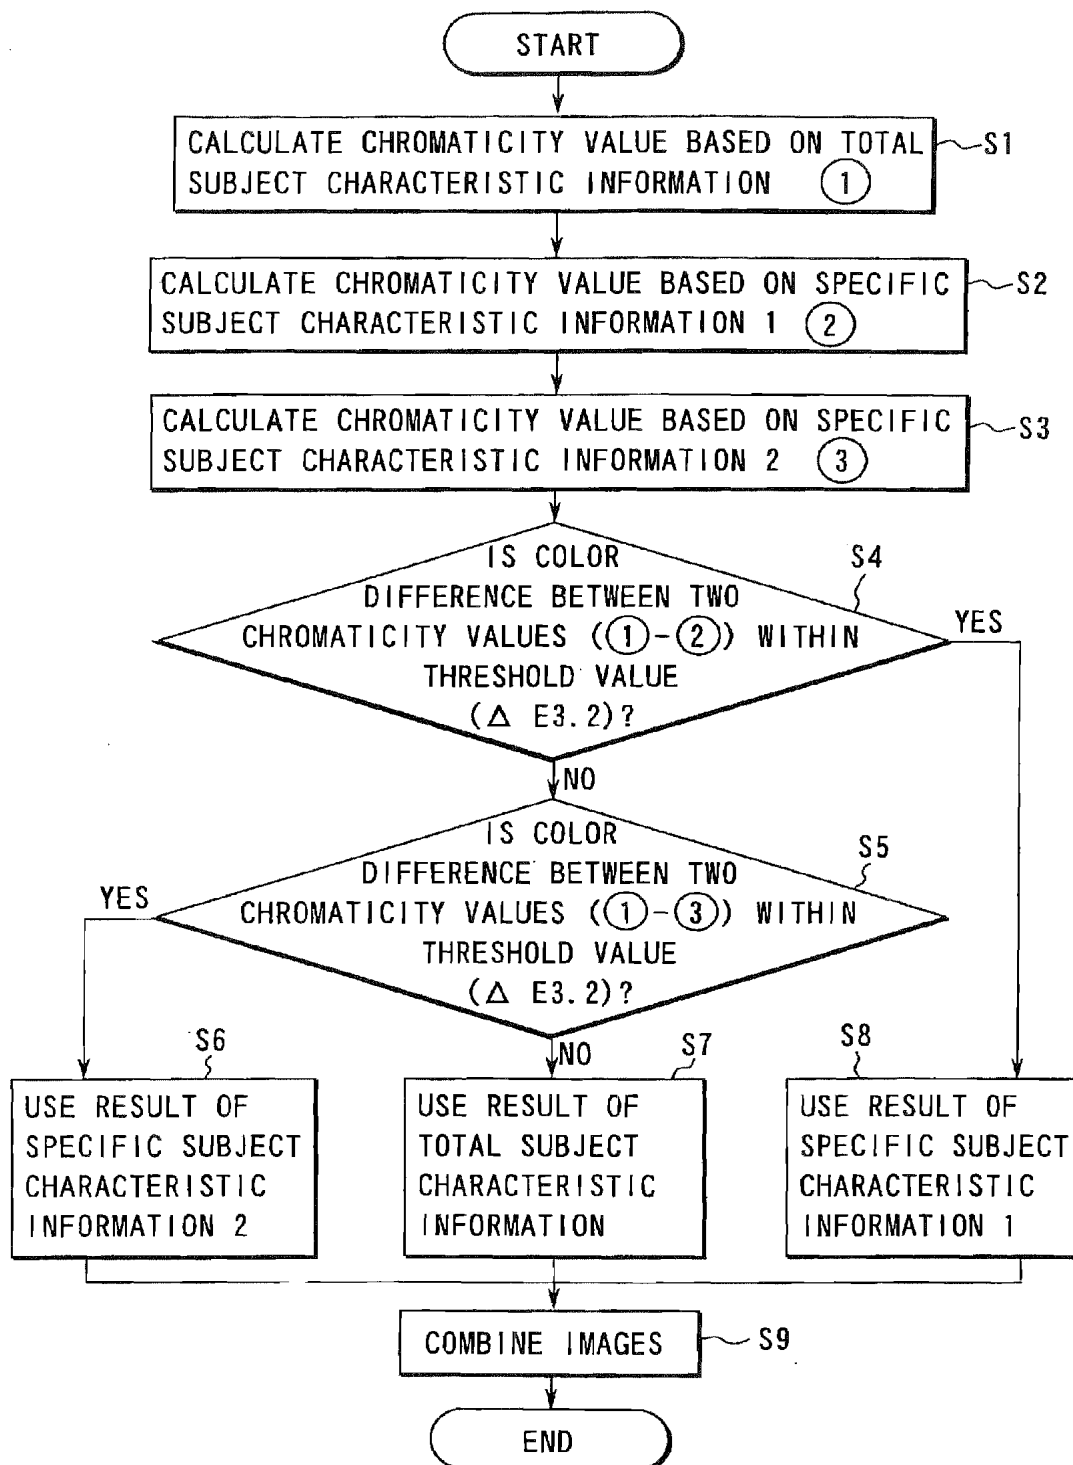 START
CALCULATE CHROMATICITY VALUE BASED ON TOTAL
SUBJECT CHARACTERISTIC INFORMATION ①
S1
CALCULATE CHROMATICITY VALUE BASED ON SPECIFIC
SUBJECT CHARACTERISTIC INFORMATION 1 ②
S2
CALCULATE CHROMATICITY VALUE BASED ON SPECIFIC
SUBJECT CHARACTERISTIC INFORMATION 2 ③
S3
IS COLOR
DIFFERENCE BETWEEN TWO
CHROMATICITY VALUES (①-②) WITHIN
THRESHOLD VALUE
(Δ E3.2)?
S4
YES
NO
IS COLOR
DIFFERENCE BETWEEN TWO
CHROMATICITY VALUES (①-③) WITHIN
THRESHOLD VALUE
(Δ E3.2)?
S5
YES
NO
S6
USE RESULT OF
SPECIFIC SUBJECT
CHARACTERISTIC
INFORMATION 2
S7
USE RESULT OF
TOTAL SUBJECT
CHARACTERISTIC
INFORMATION
S8
USE RESULT OF
SPECIFIC SUBJECT
CHARACTERISTIC
INFORMATION 1
COMBINE IMAGES
S9
END